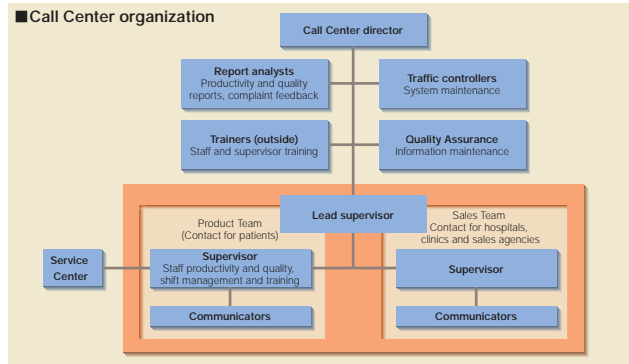 ■Call Center organization
Call Center director
Report analysts
Productivity and quality
reports, complaint feedback
Traffic controllers
System maintenance
Trainers (outside)
Staff and supervisor training
Quality Assurance
Information maintenance
Lead supervisor
Product Team
(Contact for patients)
Sales Team
Contact for hospitals,
clinics and sales agencies
Service
Center
Supervisor
Staff productivity and quality,
shift management and training
Supervisor
Communicators
Communicators